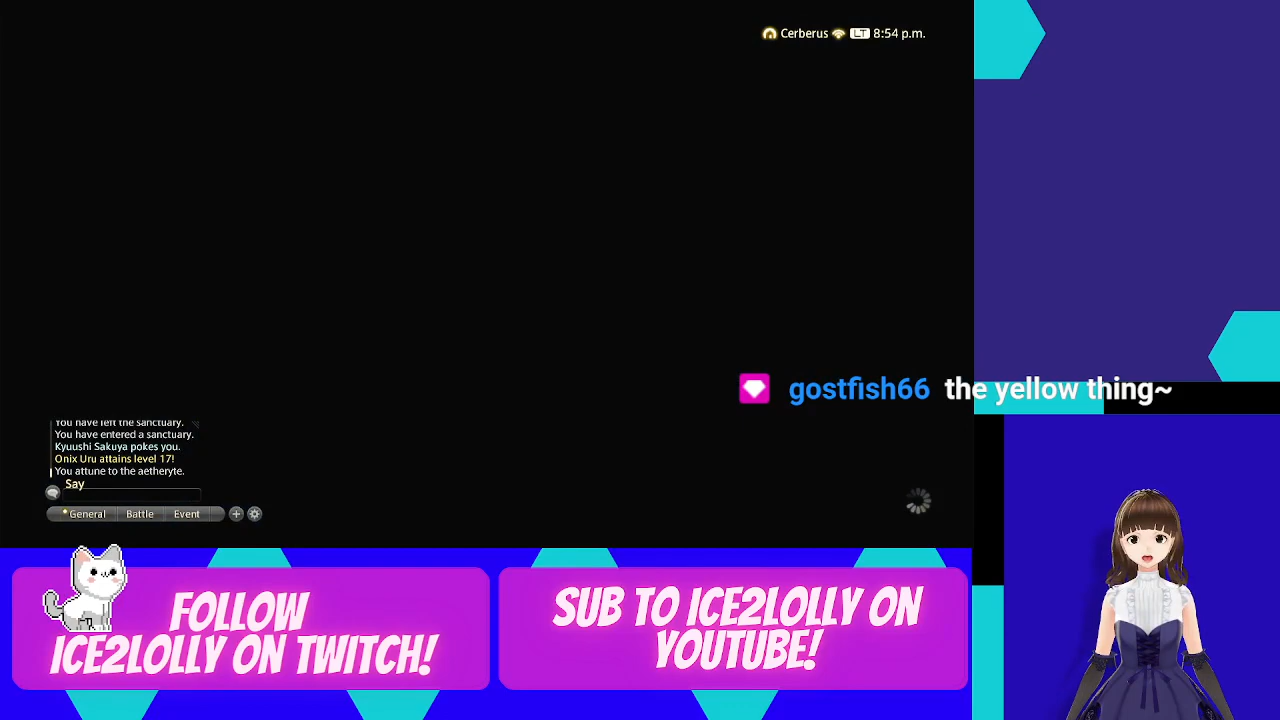 Cerberus LT 8:54 p.m.
gostfish66 the yellow thing~
You have left the sanctuary.
You have entered a sanctuary.
Kyuushi Sakuya pokes you.
Onix Uru attains level 17!
You attune to the aetheryte.
Say
General Battle Event
FOLLOW
ICE2LOLLY ON TWITCH!
SUB TO ICE2LOLLY ON
YOUTUBE!